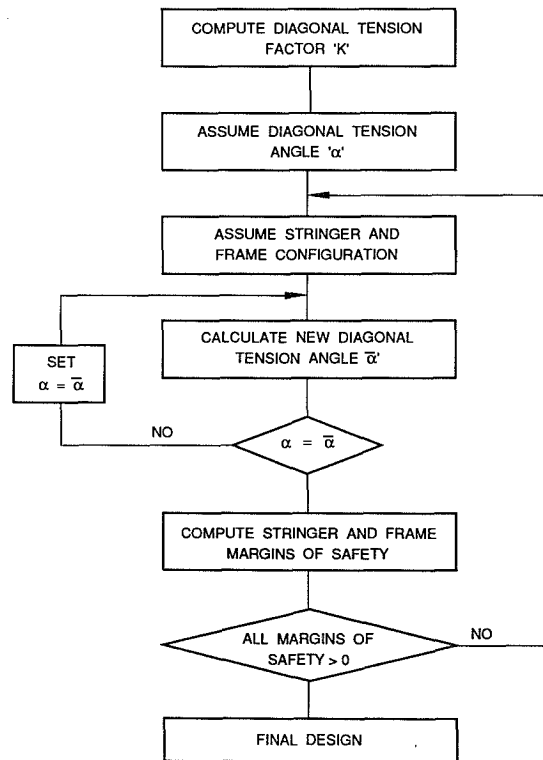 COMPUTE DIAGONAL TENSION
FACTOR 'K'
ASSUME DIAGONAL TENSION
ANGLE 'α'
ASSUME STRINGER AND
FRAME CONFIGURATION
CALCULATE NEW DIAGONAL
TENSION ANGLE α̅'
SET
α = α̅
NO
α = α̅
COMPUTE STRINGER AND FRAME
MARGINS OF SAFETY
ALL MARGINS OF
SAFETY > 0
NO
FINAL DESIGN